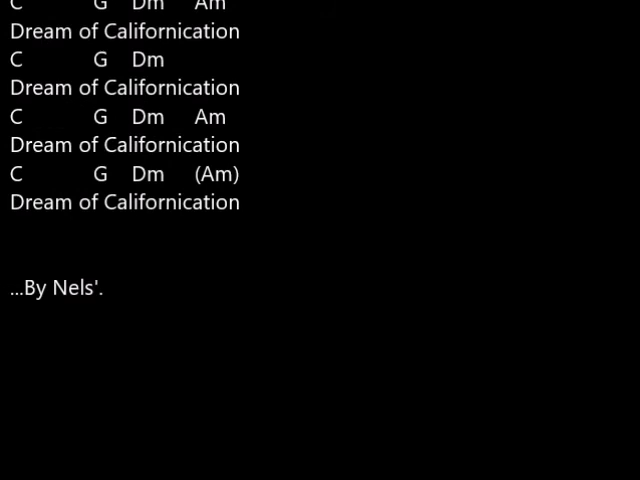 C G Dm Am
Dream of Californication
C G Dm
Dream of Californication
C G Dm Am
Dream of Californication
C G Dm (Am)
Dream of Californication
...By Nels'.